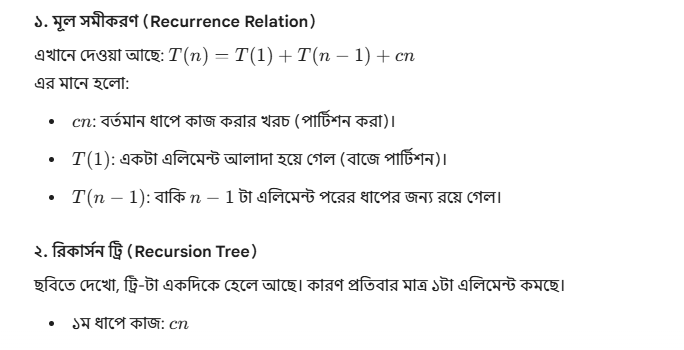 ১. মূল সমীকরণ (Recurrence Relation)
এখানে দেওয়া আছে: T(n) = T(1) + T(n − 1) + cn
এর মানে হলো:
• cn: বর্তমান ধাপে কাজ করার খরচ (পার্টিশন করা)।
• T(1): একটা এলিমেন্ট আলাদা হয়ে গেল (বাজে পার্টিশন)।
• T(n − 1): বাকি n − 1 টা এলিমেন্ট পরের ধাপের জন্য রয়ে গেল।
২. রিকার্সন ট্রি (Recursion Tree)
ছবিতে দেখো, ট্রি-টা একদিকে হেলে আছে। কারণ প্রতিবার মাত্র ১টা এলিমেন্ট কমছে।
• ১ম ধাপে কাজ: cn